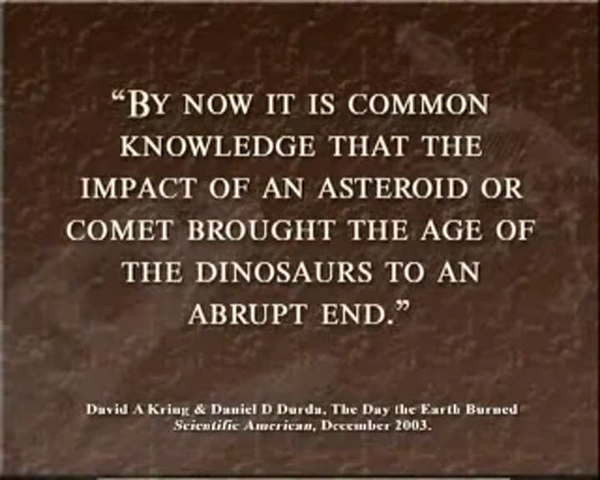 “BY NOW IT IS COMMON
KNOWLEDGE THAT THE
IMPACT OF AN ASTEROID OR
COMET BROUGHT THE AGE OF
THE DINOSAURS TO AN
ABRUPT END.”
David A Kring & Daniel D Durda, The Day the Earth Burned
Scientific American, December 2003.